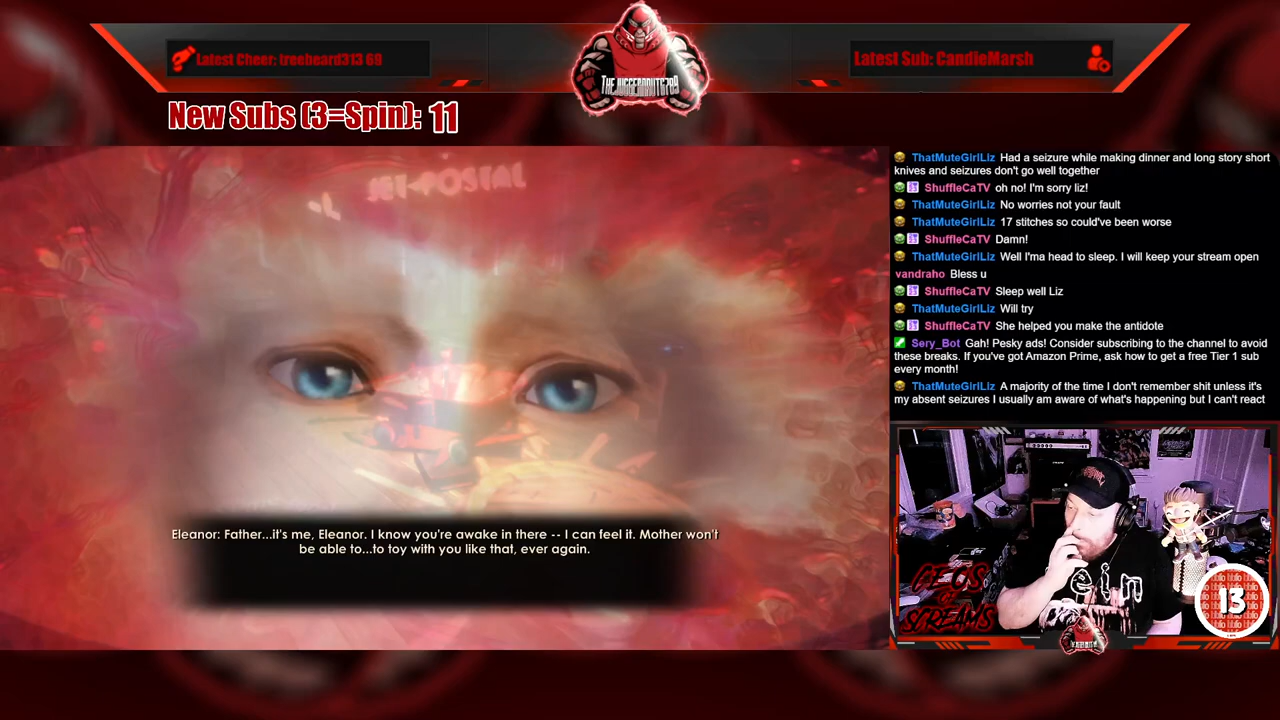 Latest Cheer: treebeard313 69
THEJUGGERNAUT6789
Latest Sub: CandieMarsh
New Subs (3=Spin): 11
JET-POSTAL
Eleanor: Father...it's me, Eleanor. I know you're awake in there -- I can feel it. Mother won't
be able to...to toy with you like that, ever again.
ThatMuteGirlLiz Had a seizure while making dinner and long story short
knives and seizures don't go well together
ShuffleCaTV oh no! I'm sorry liz!
ThatMuteGirlLiz No worries not your fault
ThatMuteGirlLiz 17 stitches so could've been worse
ShuffleCaTV Damn!
ThatMuteGirlLiz Well I'ma head to sleep. I will keep your stream open
vandraho Bless u
ShuffleCaTV Sleep well Liz
ThatMuteGirlLiz Will try
ShuffleCaTV She helped you make the antidote
Sery_Bot Gah! Pesky ads! Consider subscribing to the channel to avoid
these breaks. If you've got Amazon Prime, ask how to get a free Tier 1 sub
every month!
ThatMuteGirlLiz A majority of the time I don't remember shit unless it's
my absent seizures I usually am aware of what's happening but I can't react
ein
SCREAMS
13